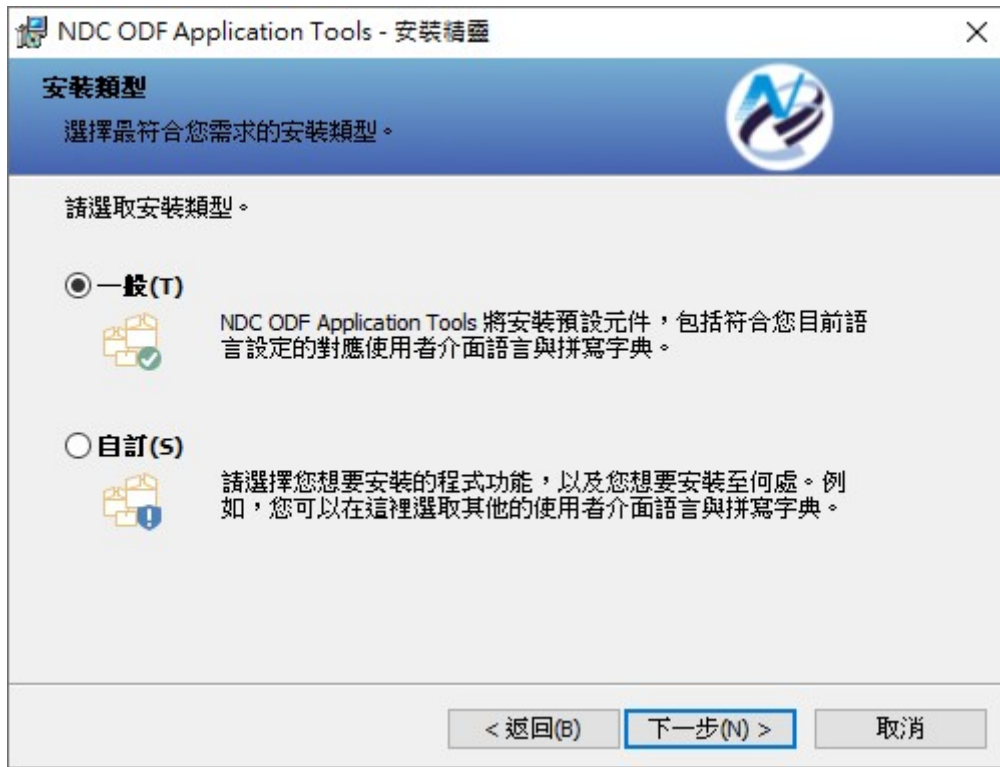 NDC ODF Application Tools - 安裝精靈
安裝類型
選擇最符合您需求的安裝類型。
請選取安裝類型。
一般(T)
NDC ODF Application Tools 將安裝預設元件，包括符合您目前語
言設定的對應使用者介面語言與拼寫字典。
自訂(S)
請選擇您想要安裝的程式功能，以及您想要安裝至何處。例
如，您可以在這裡選取其他的使用者介面語言與拼寫字典。
< 返回(B) 下一步(N) > 取消